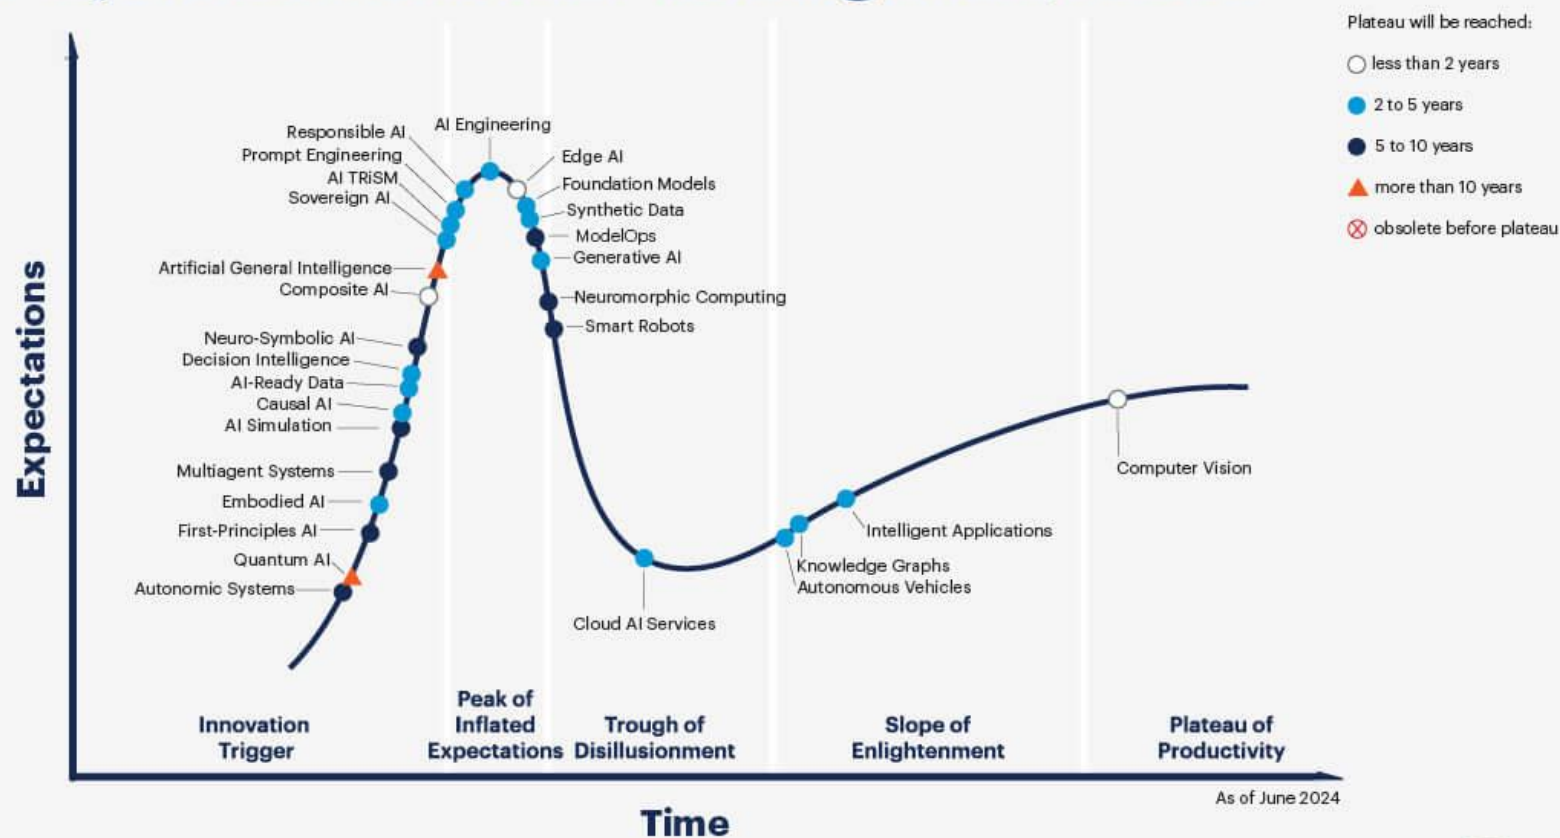 Plateau will be reached:
less than 2 years
2 to 5 years
5 to 10 years
more than 10 years
obsolete before plateau
Expectations
AI Engineering
Responsible AI
Prompt Engineering
AI TRiSM
Sovereign AI
Artificial General Intelligence
Composite AI
Neuro-Symbolic AI
Decision Intelligence
AI-Ready Data
Causal AI
AI Simulation
Multiagent Systems
Embodied AI
First-Principles AI
Quantum AI
Autonomic Systems
Edge AI
Foundation Models
Synthetic Data
ModelOps
Generative AI
Neuromorphic Computing
Smart Robots
Cloud AI Services
Computer Vision
Intelligent Applications
Knowledge Graphs
Autonomous Vehicles
Innovation
Trigger
Peak of
Inflated
Expectations
Trough of
Disillusionment
Slope of
Enlightenment
Plateau of
Productivity
As of June 2024
Time